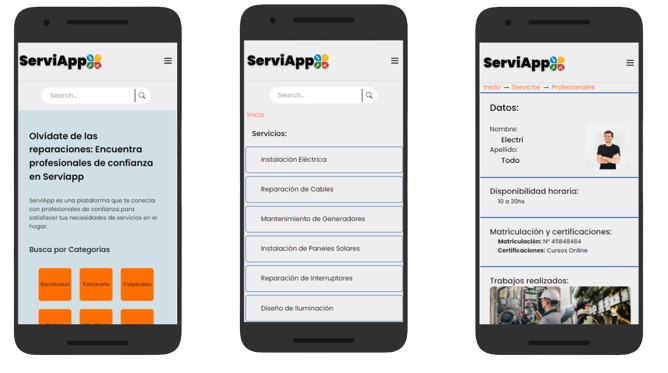 ServiApp
Search...
Olvídate de las
reparaciones: Encuentra
profesionales de confianza
en Serviapp
ServiApp es una plataforma que te conecta
con profesionales de confianza para
satisfacer tus necesidades de servicios en el
hogar.
Busca por Categorías
Electricidad
Fontanería
Carpintería
ServiApp
Search...
Inicio
Servicios:
Instalación Eléctrica
Reparación de Cables
Mantenimiento de Generadores
Instalación de Paneles Solares
Reparación de Interruptores
Diseño de Iluminación
ServiApp
Inicio → Servicios → Profesionales
Datos:
Nombre:
Electri
Apellido:
Todo
Disponibilidad horaria:
10 a 20hs
Matriculación y certificaciones:
Matriculación: Nº 45848484
Certificaciones: Cursos Online
Trabajos realizados: